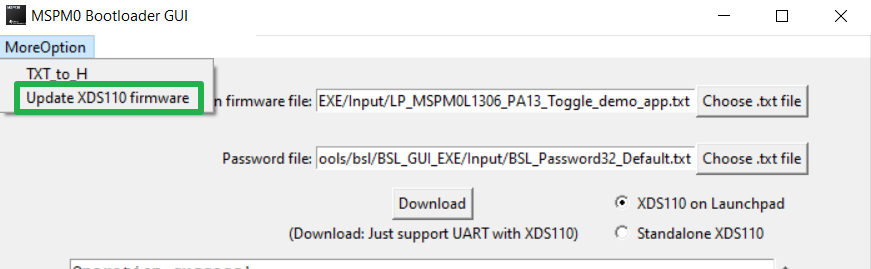 MSPM0 Bootloader GUI
MoreOption
TXT_to_H
Update XDS110 firmware
n firmware file: EXE/Input/LP_MSPM0L1306_PA13_Toggle_demo_app.txt Choose .txt file
Password file: ools/bsl/BSL_GUI_EXE/Input/BSL_Password32_Default.txt Choose .txt file
Download XDS110 on Launchpad
(Download: Just support UART with XDS110) Standalone XDS110